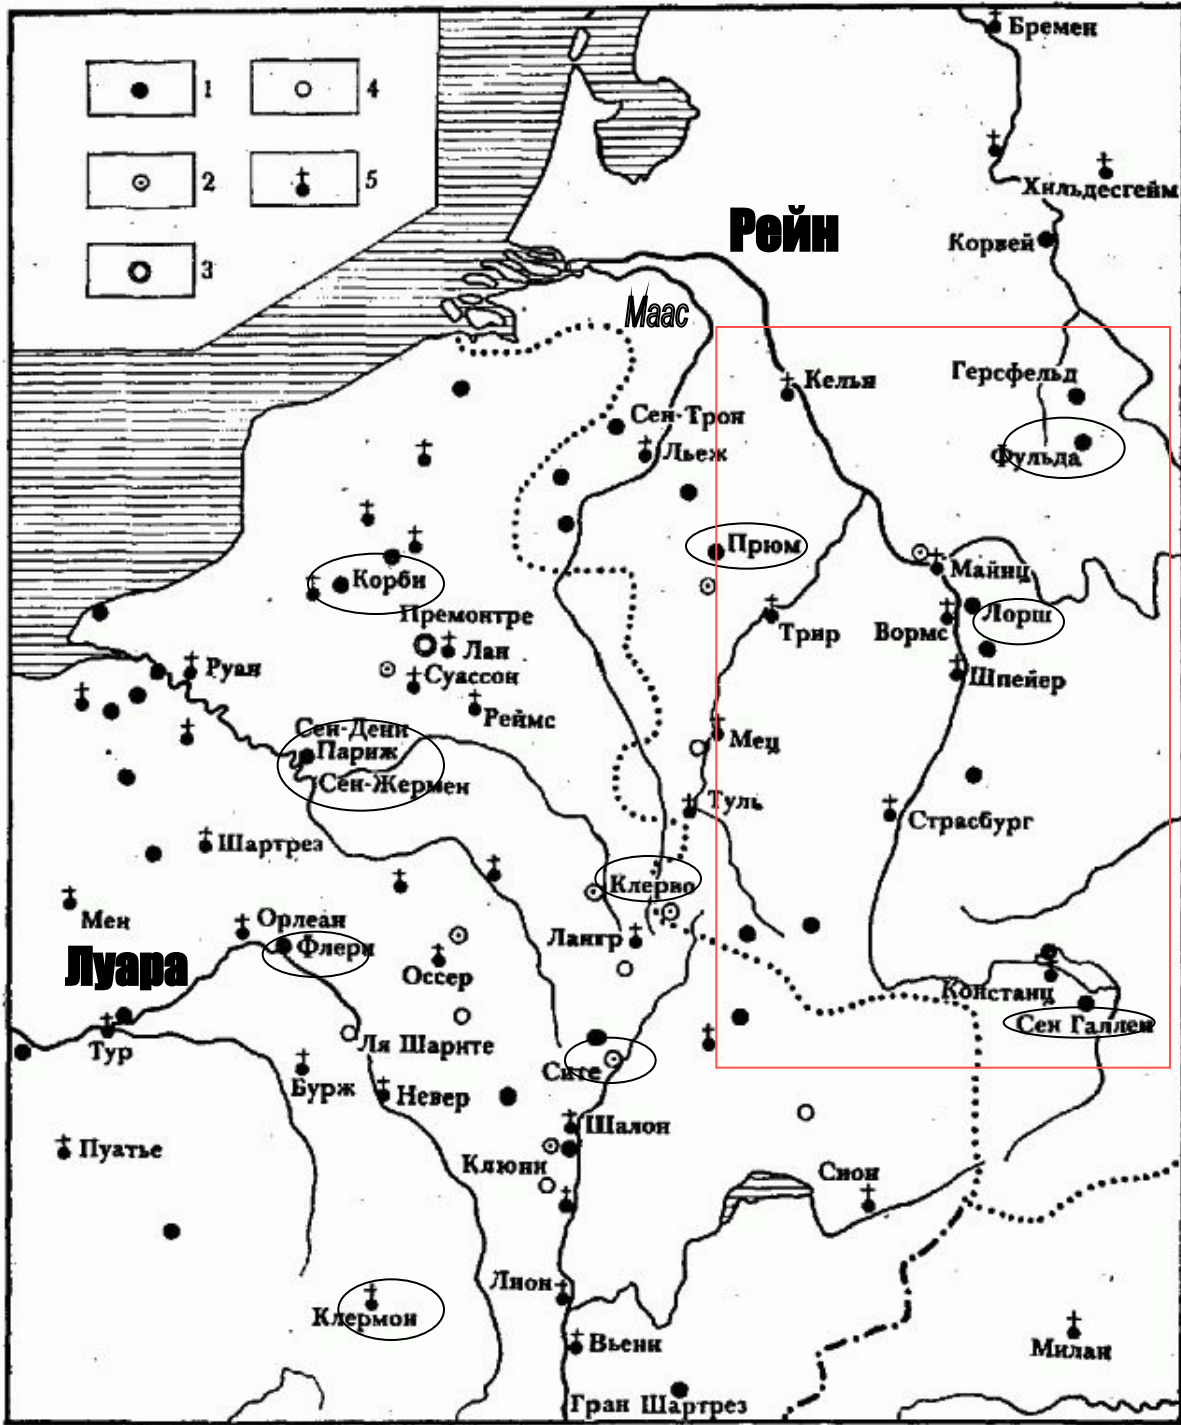 1
4
2
5
3
Бремен
Хильдесгейм
Корвей
Рейн
Маас
Герсфельд
Кельн
Сен-Трон
Льеж
Фульда
Прюм
Майнц
Корби
Лорш
Премонтре
Трир
Вормс
Лан
Руан
Суассон
Шпейер
Реймс
Сен-Дени
Мец
Париж
Сен-Жермен
Туль
Страсбург
Шартрез
Клерво
Мен
Орлеан
Флери
Лангр
Луара
Оссер
Констанц
Сен Галлен
Ля Шарите
Тур
Сите
Бурж
Невер
Шалон
Пуатье
Клюни
Сион
Лион
Клермон
Вьенн
Милан
Гран Шартрез